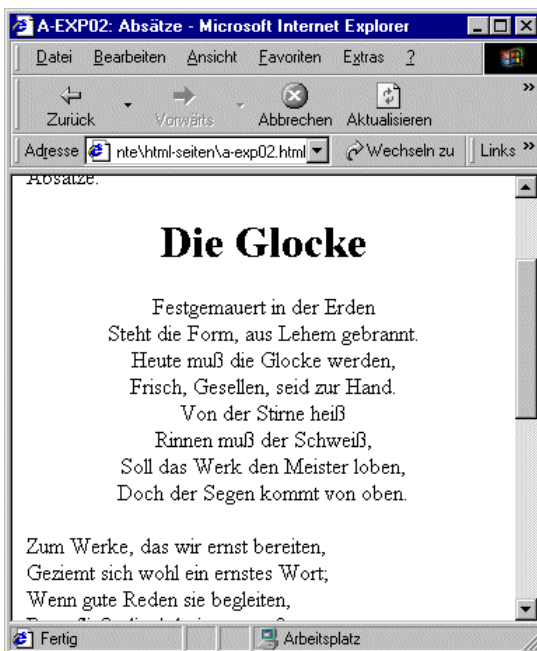 A-EXP02: Absätze - Microsoft Internet Explorer
Datei Bearbeiten Ansicht Favoriten Extras ?
Zurück Vorwärts Abbrechen Aktualisieren »
Adresse nte\html-seiten\a-exp02.html Wechseln zu Links »
Absätze.
Die Glocke
Festgemauert in der Erden
Steht die Form, aus Lehem gebrannt.
Heute muß die Glocke werden,
Frisch, Gesellen, seid zur Hand.
Von der Stirne heiß
Rinnen muß der Schweiß,
Soll das Werk den Meister loben,
Doch der Segen kommt von oben.
Zum Werke, das wir ernst bereiten,
Geziemt sich wohl ein ernstes Wort;
Wenn gute Reden sie begleiten,
Fertig Arbeitsplatz